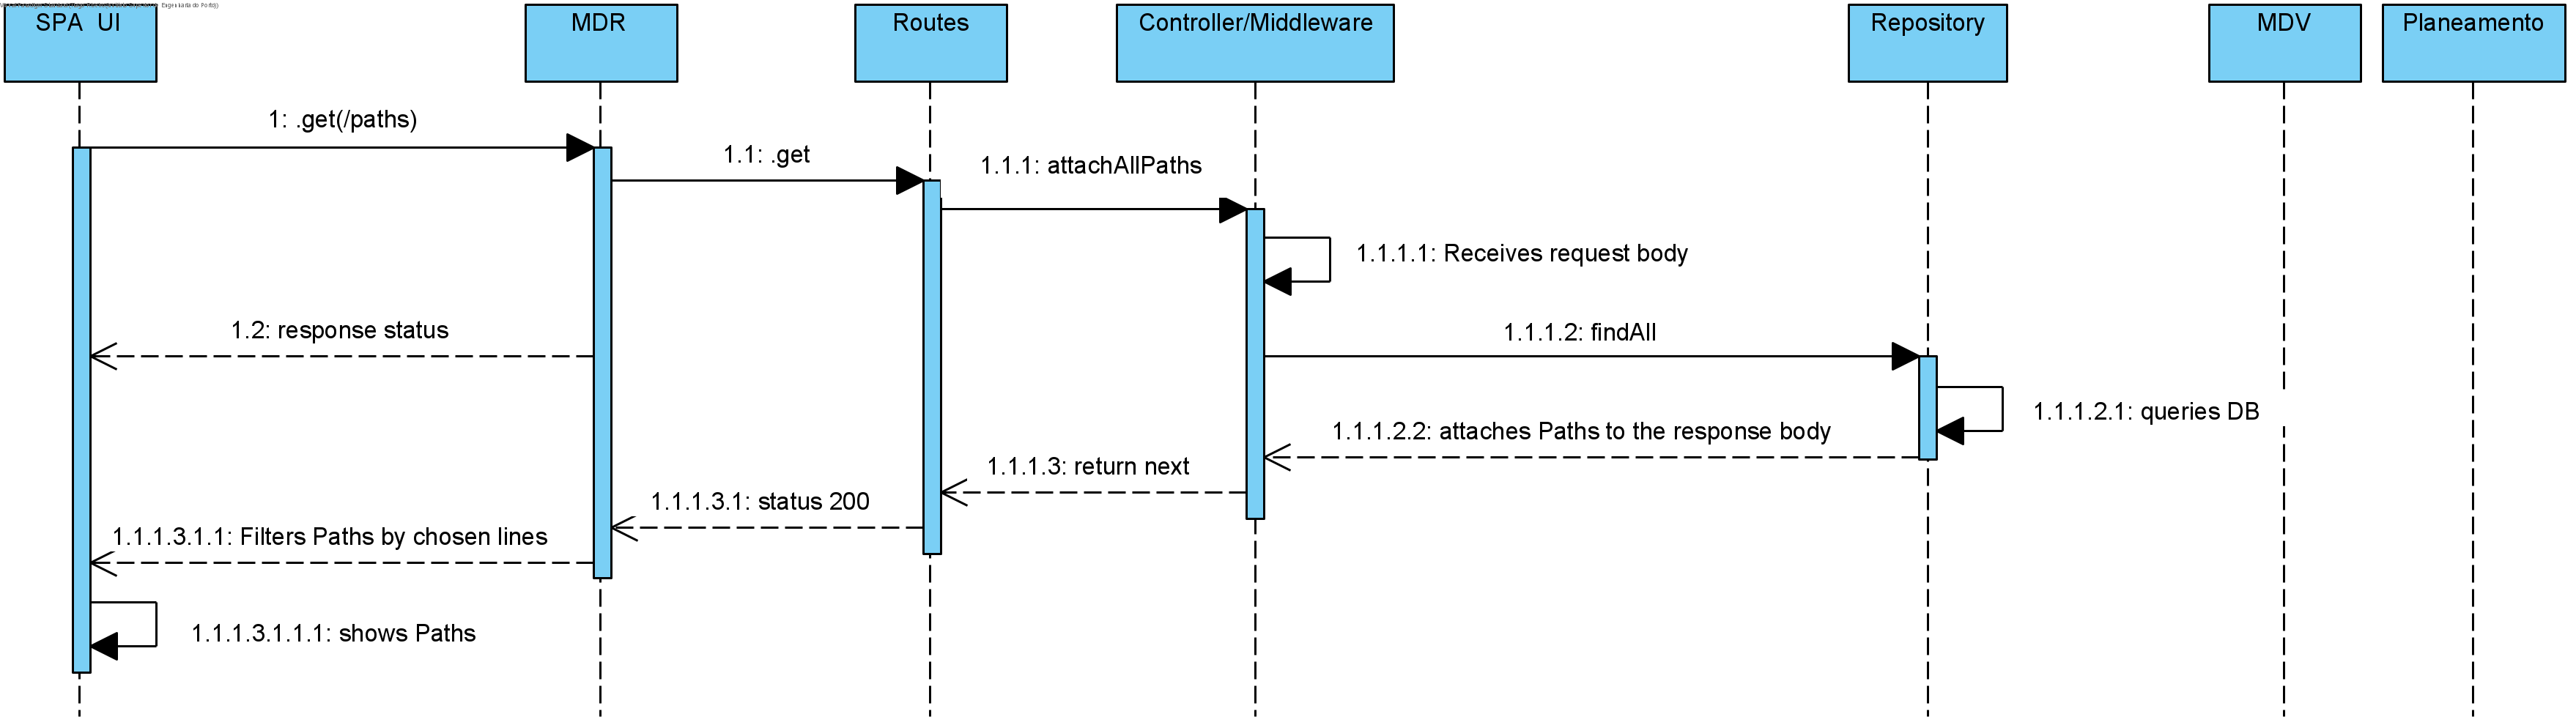 SPA UI
MDR
Routes
Controller/Middleware
Repository
MDV
Planeamento
1: .get(/paths)
1.1: .get
1.1.1: attachAllPaths
1.1.1.1: Receives request body
1.2: response status
1.1.1.2: findAll
1.1.1.2.1: queries DB
1.1.1.2.2: attaches Paths to the response body
1.1.1.3: return next
1.1.1.3.1: status 200
1.1.1.3.1.1: Filters Paths by chosen lines
1.1.1.3.1.1.1: shows Paths